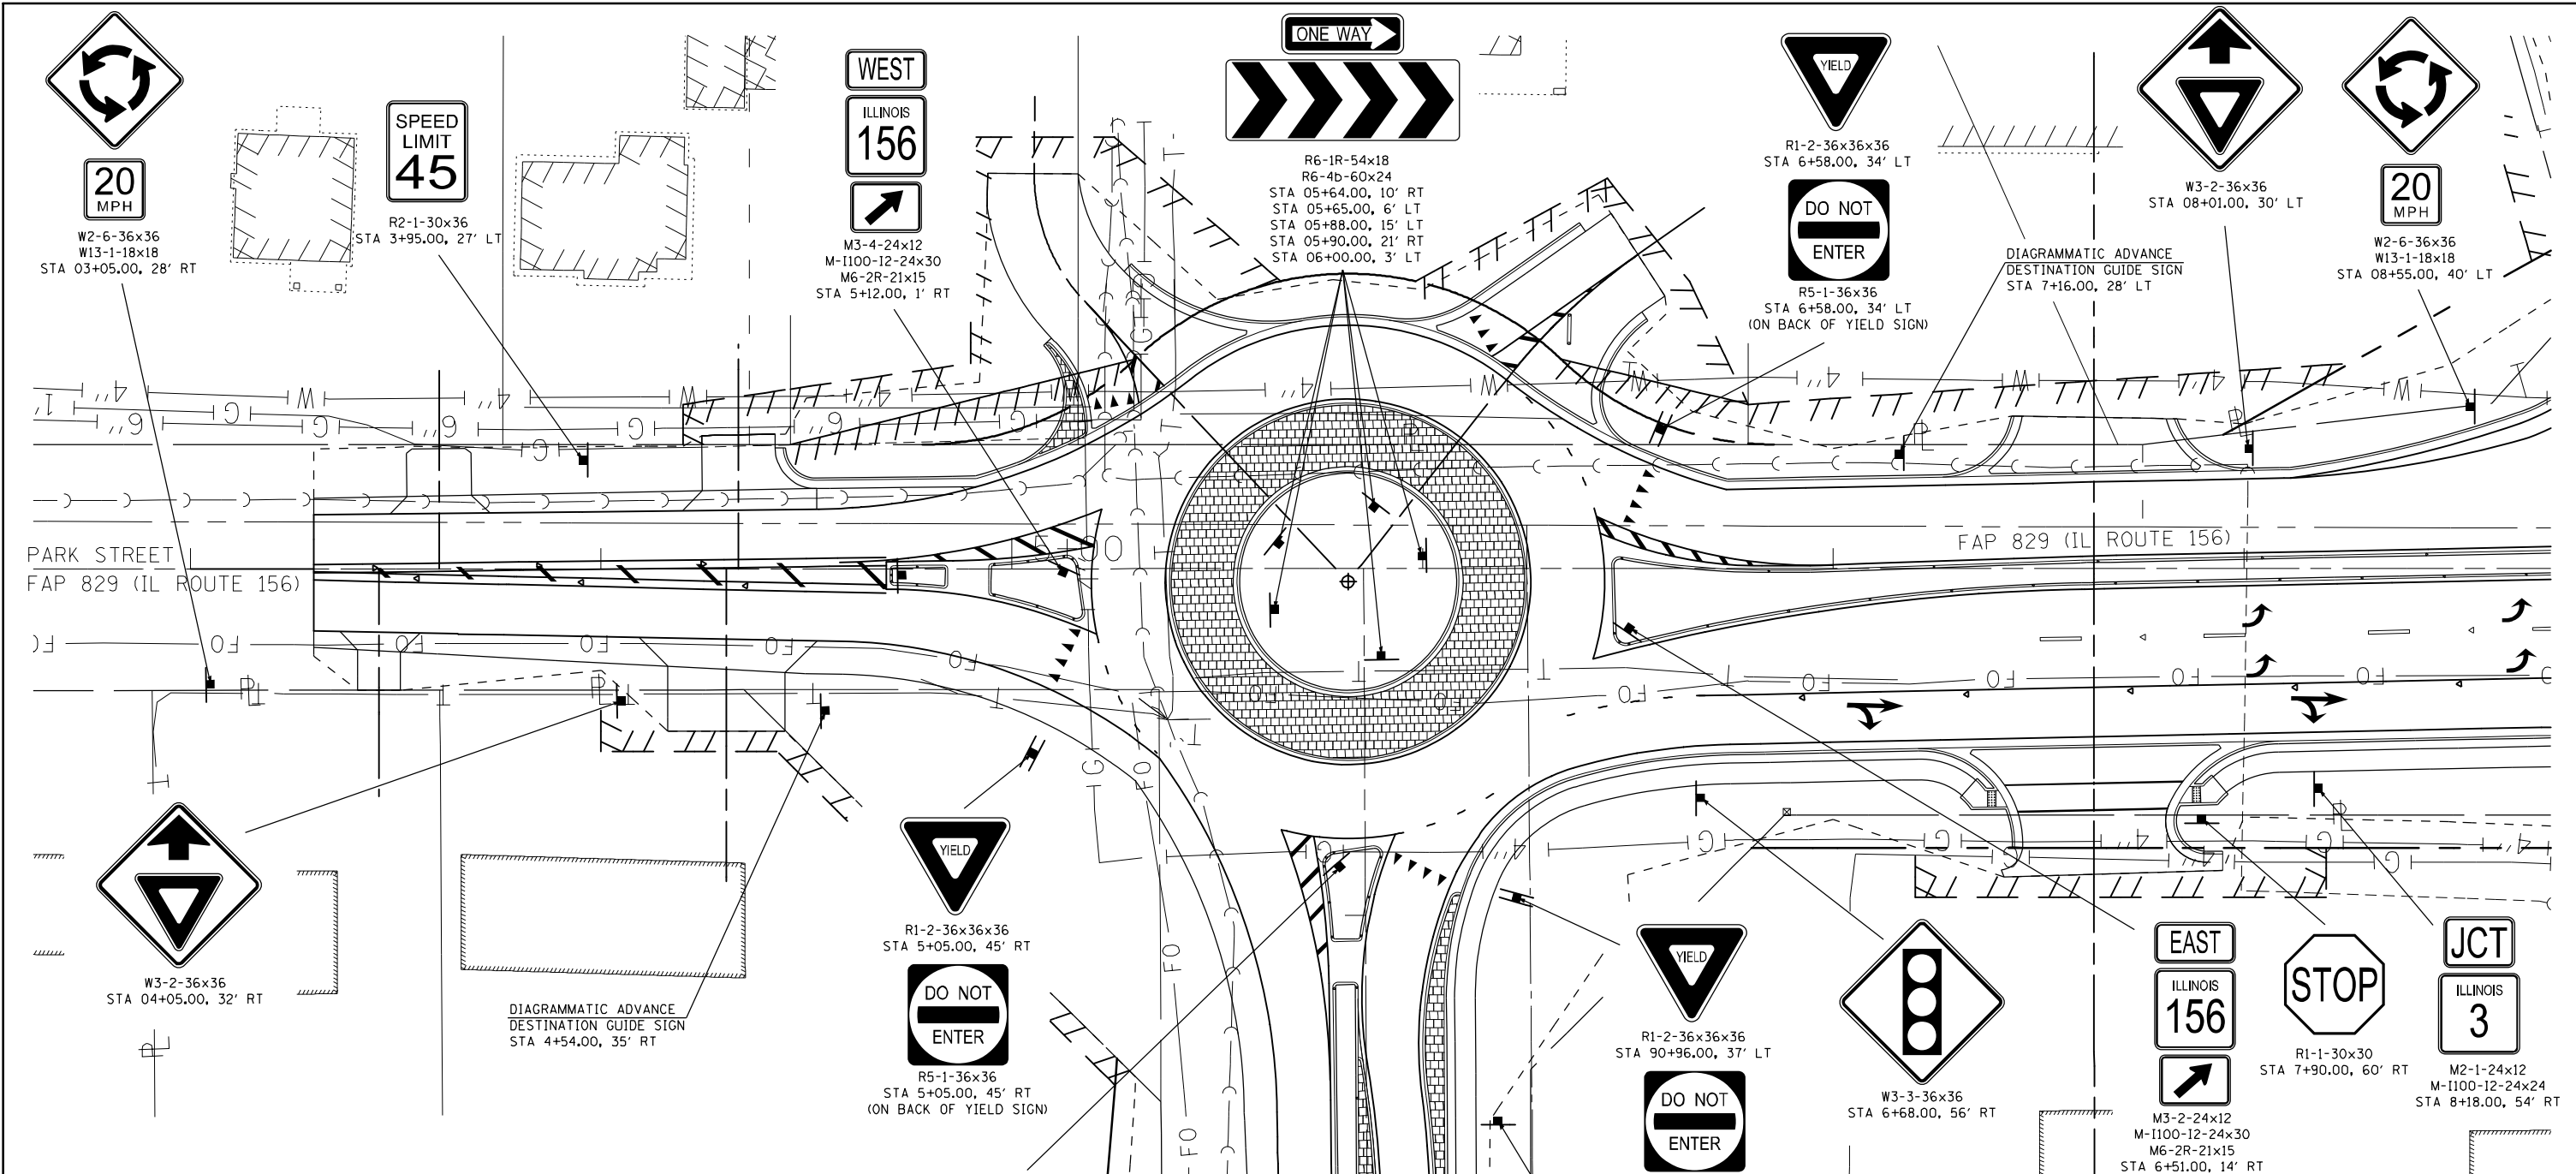 20
MPH
W2-6-36x36
W13-1-18x18
STA 03+05.00, 28' RT
SPEED
LIMIT
45
R2-1-30x36
STA 3+95.00, 27' LT
WEST
ILLINOIS
156
M3-4-24x12
M-I100-I2-24x30
M6-2R-21x15
STA 5+12.00, 1' RT
ONE WAY
R6-1R-54x18
R6-4b-60x24
STA 05+64.00, 10' RT
STA 05+65.00, 6' LT
STA 05+88.00, 15' LT
STA 05+90.00, 21' RT
STA 06+00.00, 3' LT
YIELD
R1-2-36x36x36
STA 6+58.00, 34' LT
DO NOT
ENTER
R5-1-36x36
STA 6+58.00, 34' LT
(ON BACK OF YIELD SIGN)
DIAGRAMMATIC ADVANCE
DESTINATION GUIDE SIGN
STA 7+16.00, 28' LT
W3-2-36x36
STA 08+01.00, 30' LT
20
MPH
W2-6-36x36
W13-1-18x18
STA 08+55.00, 40' LT
PARK STREET
FAP 829 (IL ROUTE 156)
FAP 829 (IL ROUTE 156)
W3-2-36x36
STA 04+05.00, 32' RT
DIAGRAMMATIC ADVANCE
DESTINATION GUIDE SIGN
STA 4+54.00, 35' RT
YIELD
R1-2-36x36x36
STA 5+05.00, 45' RT
DO NOT
ENTER
R5-1-36x36
STA 5+05.00, 45' RT
(ON BACK OF YIELD SIGN)
YIELD
R1-2-36x36x36
STA 90+96.00, 37' LT
DO NOT
ENTER
W3-3-36x36
STA 6+68.00, 56' RT
EAST
ILLINOIS
156
M3-2-24x12
M-I100-I2-24x30
M6-2R-21x15
STA 6+51.00, 14' RT
STOP
R1-1-30x30
STA 7+90.00, 60' RT
JCT
ILLINOIS
3
M2-1-24x12
M-I100-I2-24x24
STA 8+18.00, 54' RT